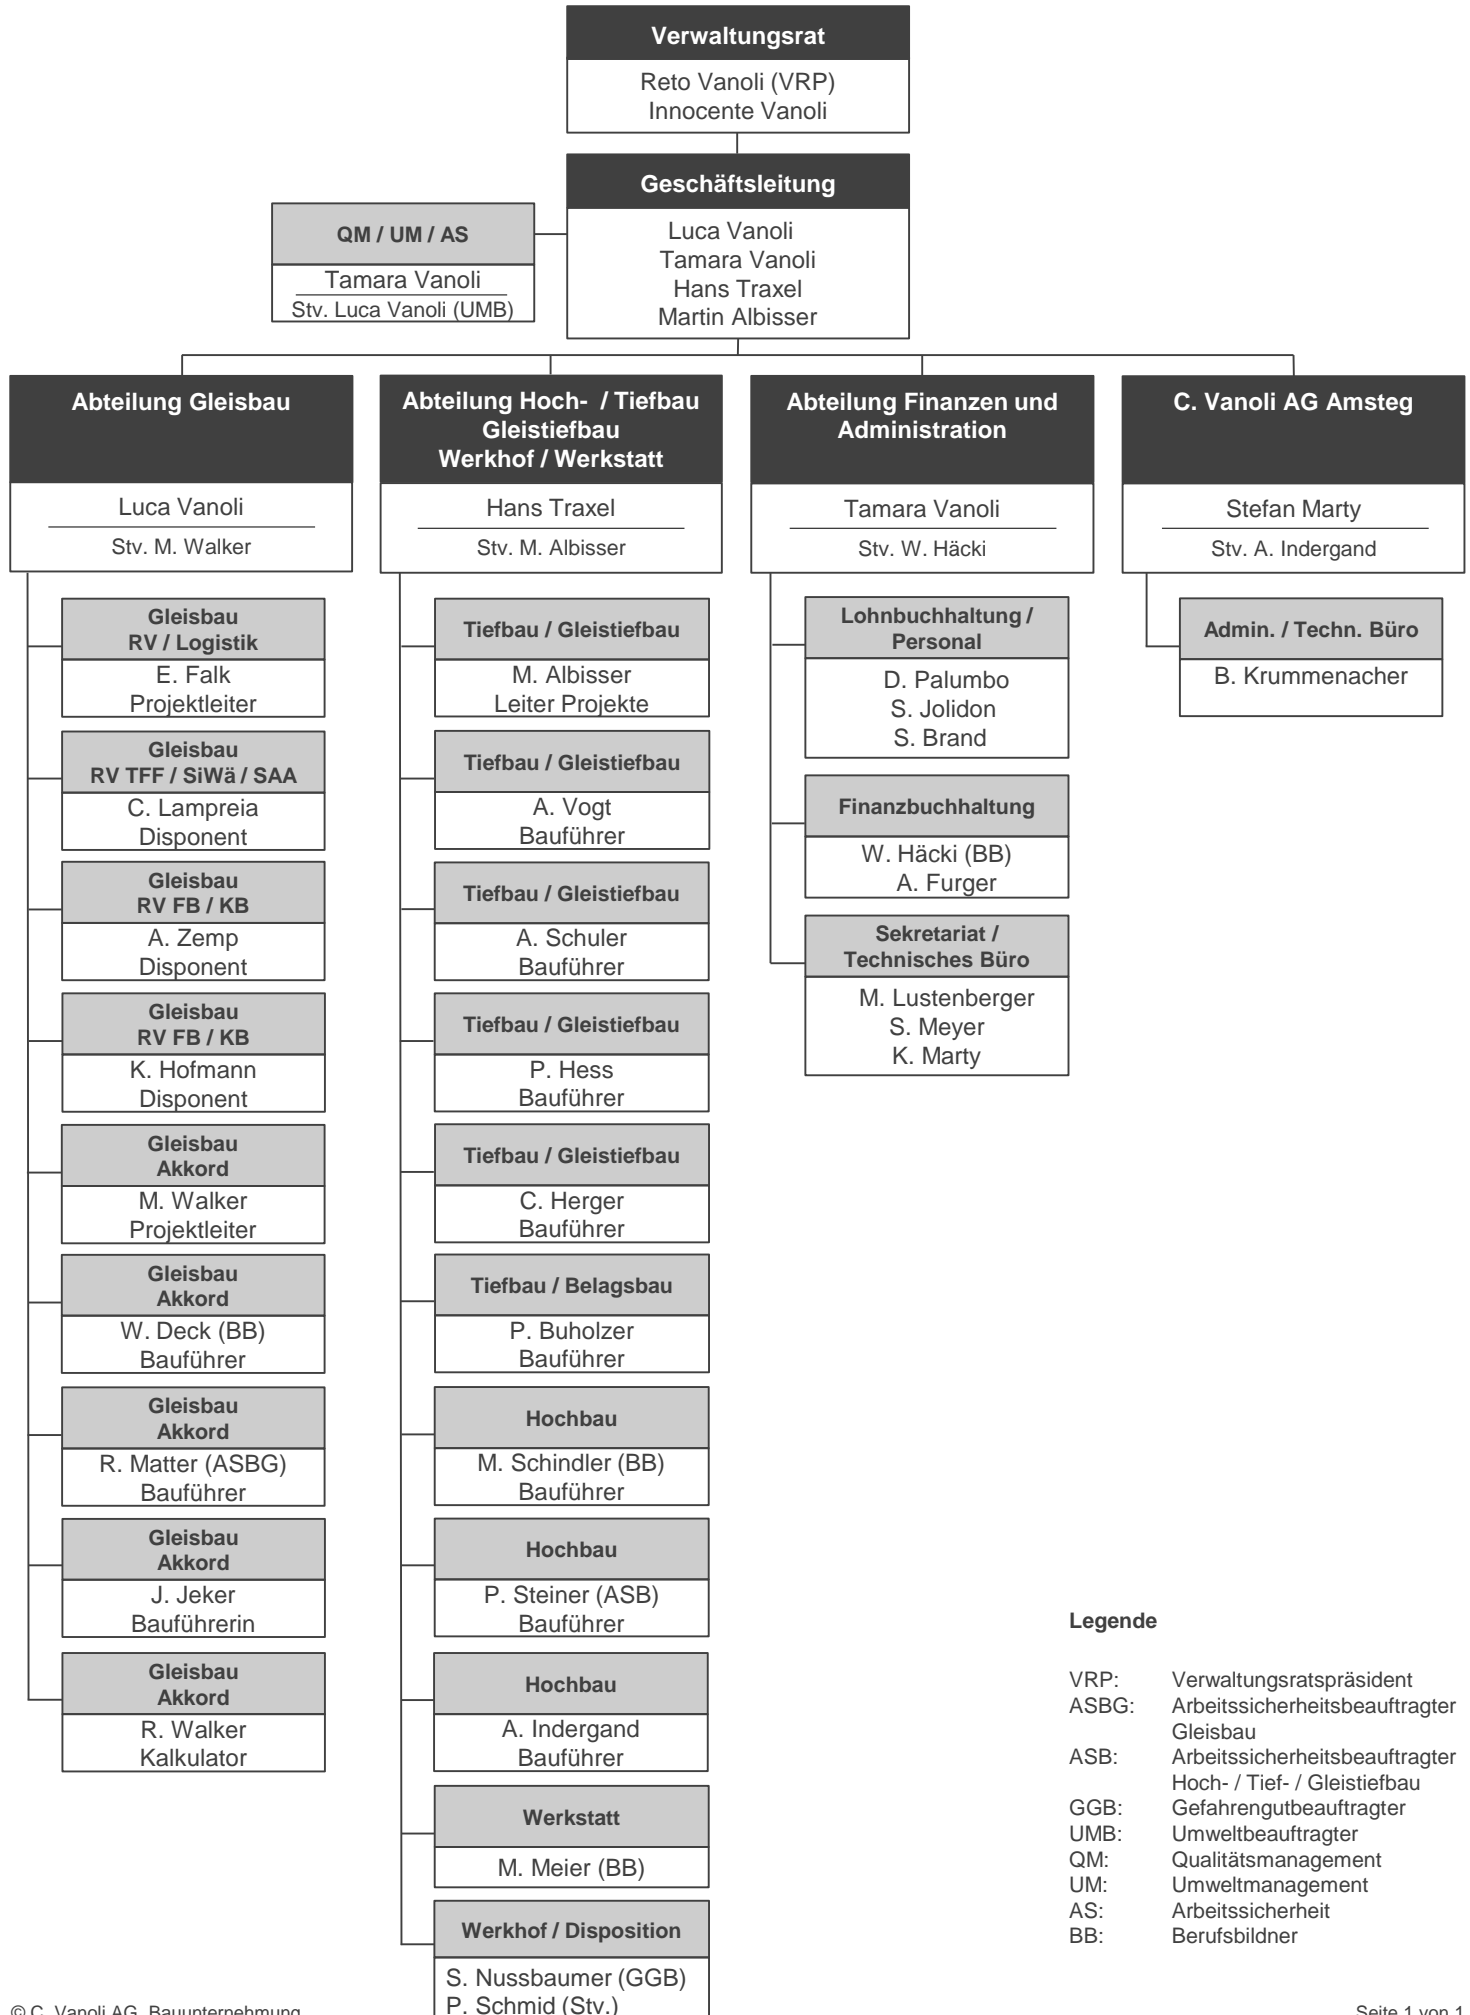 Verwaltungsrat
Reto Vanoli (VRP)
Innocente Vanoli
Geschäftsleitung
Luca Vanoli
Tamara Vanoli
Hans Traxel
Martin Albisser
QM / UM / AS
Tamara Vanoli
Stv. Luca Vanoli (UMB)
Abteilung Gleisbau
Luca Vanoli
Stv. M. Walker
Gleisbau
RV / Logistik
E. Falk
Projektleiter
Gleisbau
RV TFF / SiWä / SAA
C. Lampreia
Disponent
Gleisbau
RV FB / KB
A. Zemp
Disponent
Gleisbau
RV FB / KB
K. Hofmann
Disponent
Gleisbau
Akkord
M. Walker
Projektleiter
Gleisbau
Akkord
W. Deck (BB)
Bauführer
Gleisbau
Akkord
R. Matter (ASBG)
Bauführer
Gleisbau
Akkord
J. Jeker
Bauführerin
Gleisbau
Akkord
R. Walker
Kalkulator
Abteilung Hoch- / Tiefbau
Gleistiefbau
Werkhof / Werkstatt
Hans Traxel
Stv. M. Albisser
Tiefbau / Gleistiefbau
M. Albisser
Leiter Projekte
Tiefbau / Gleistiefbau
A. Vogt
Bauführer
Tiefbau / Gleistiefbau
A. Schuler
Bauführer
Tiefbau / Gleistiefbau
P. Hess
Bauführer
Tiefbau / Gleistiefbau
C. Herger
Bauführer
Tiefbau / Belagsbau
P. Buholzer
Bauführer
Hochbau
M. Schindler (BB)
Bauführer
Hochbau
P. Steiner (ASB)
Bauführer
Hochbau
A. Indergand
Bauführer
Werkstatt
M. Meier (BB)
Werkhof / Disposition
S. Nussbaumer (GGB)
P. Schmid (Stv.)
Abteilung Finanzen und
Administration
Tamara Vanoli
Stv. W. Häcki
Lohnbuchhaltung /
Personal
D. Palumbo
S. Jolidon
S. Brand
Finanzbuchhaltung
W. Häcki (BB)
A. Furger
Sekretariat /
Technisches Büro
M. Lustenberger
S. Meyer
K. Marty
C. Vanoli AG Amsteg
Stefan Marty
Stv. A. Indergand
Admin. / Techn. Büro
B. Krummenacher
Legende
VRP: Verwaltungsratspräsident
ASBG: Arbeitssicherheitsbeauftragter
Gleisbau
ASB: Arbeitssicherheitsbeauftragter
Hoch- / Tief- / Gleistiefbau
GGB: Gefahrengutbeauftragter
UMB: Umweltbeauftragter
QM: Qualitätsmanagement
UM: Umweltmanagement
AS: Arbeitssicherheit
BB: Berufsbildner
© C. Vanoli AG, Bauunternehmung
Seite 1 von 1